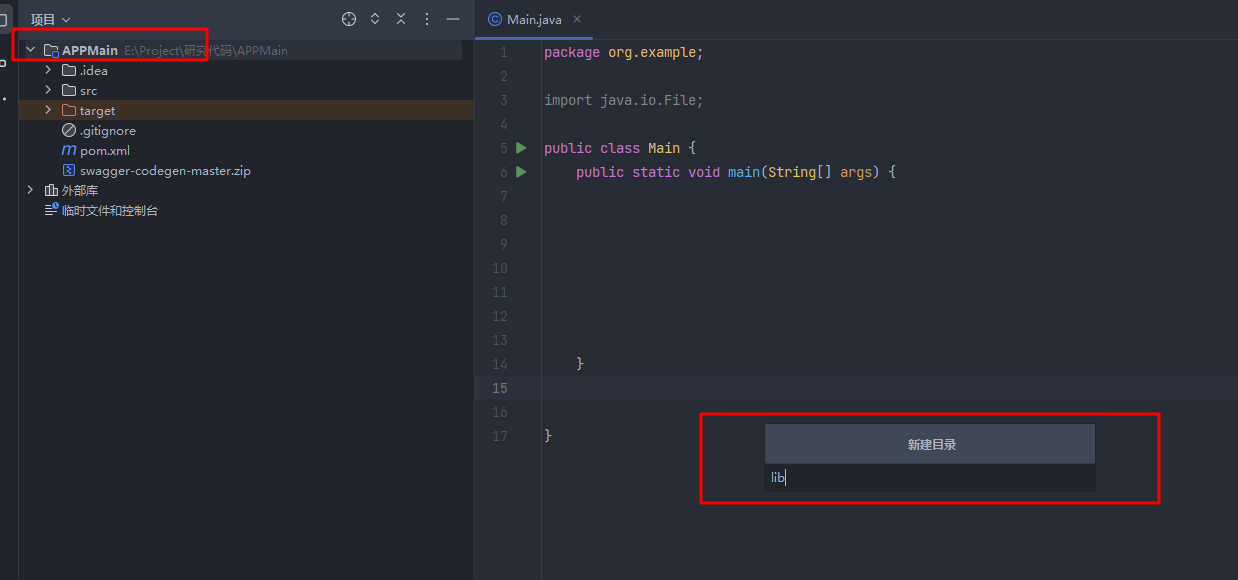 项目
Main.java
APPMain E:\Project\研究代码\APPMain
.idea
src
target
.gitignore
pom.xml
swagger-codegen-master.zip
外部库
临时文件和控制台
1 package org.example;
2
3 import java.io.File;
4
5 public class Main {
6 public static void main(String[] args) {
7
8
9
10
11
12
13
14 }
15
16
17 }
新建目录
lib